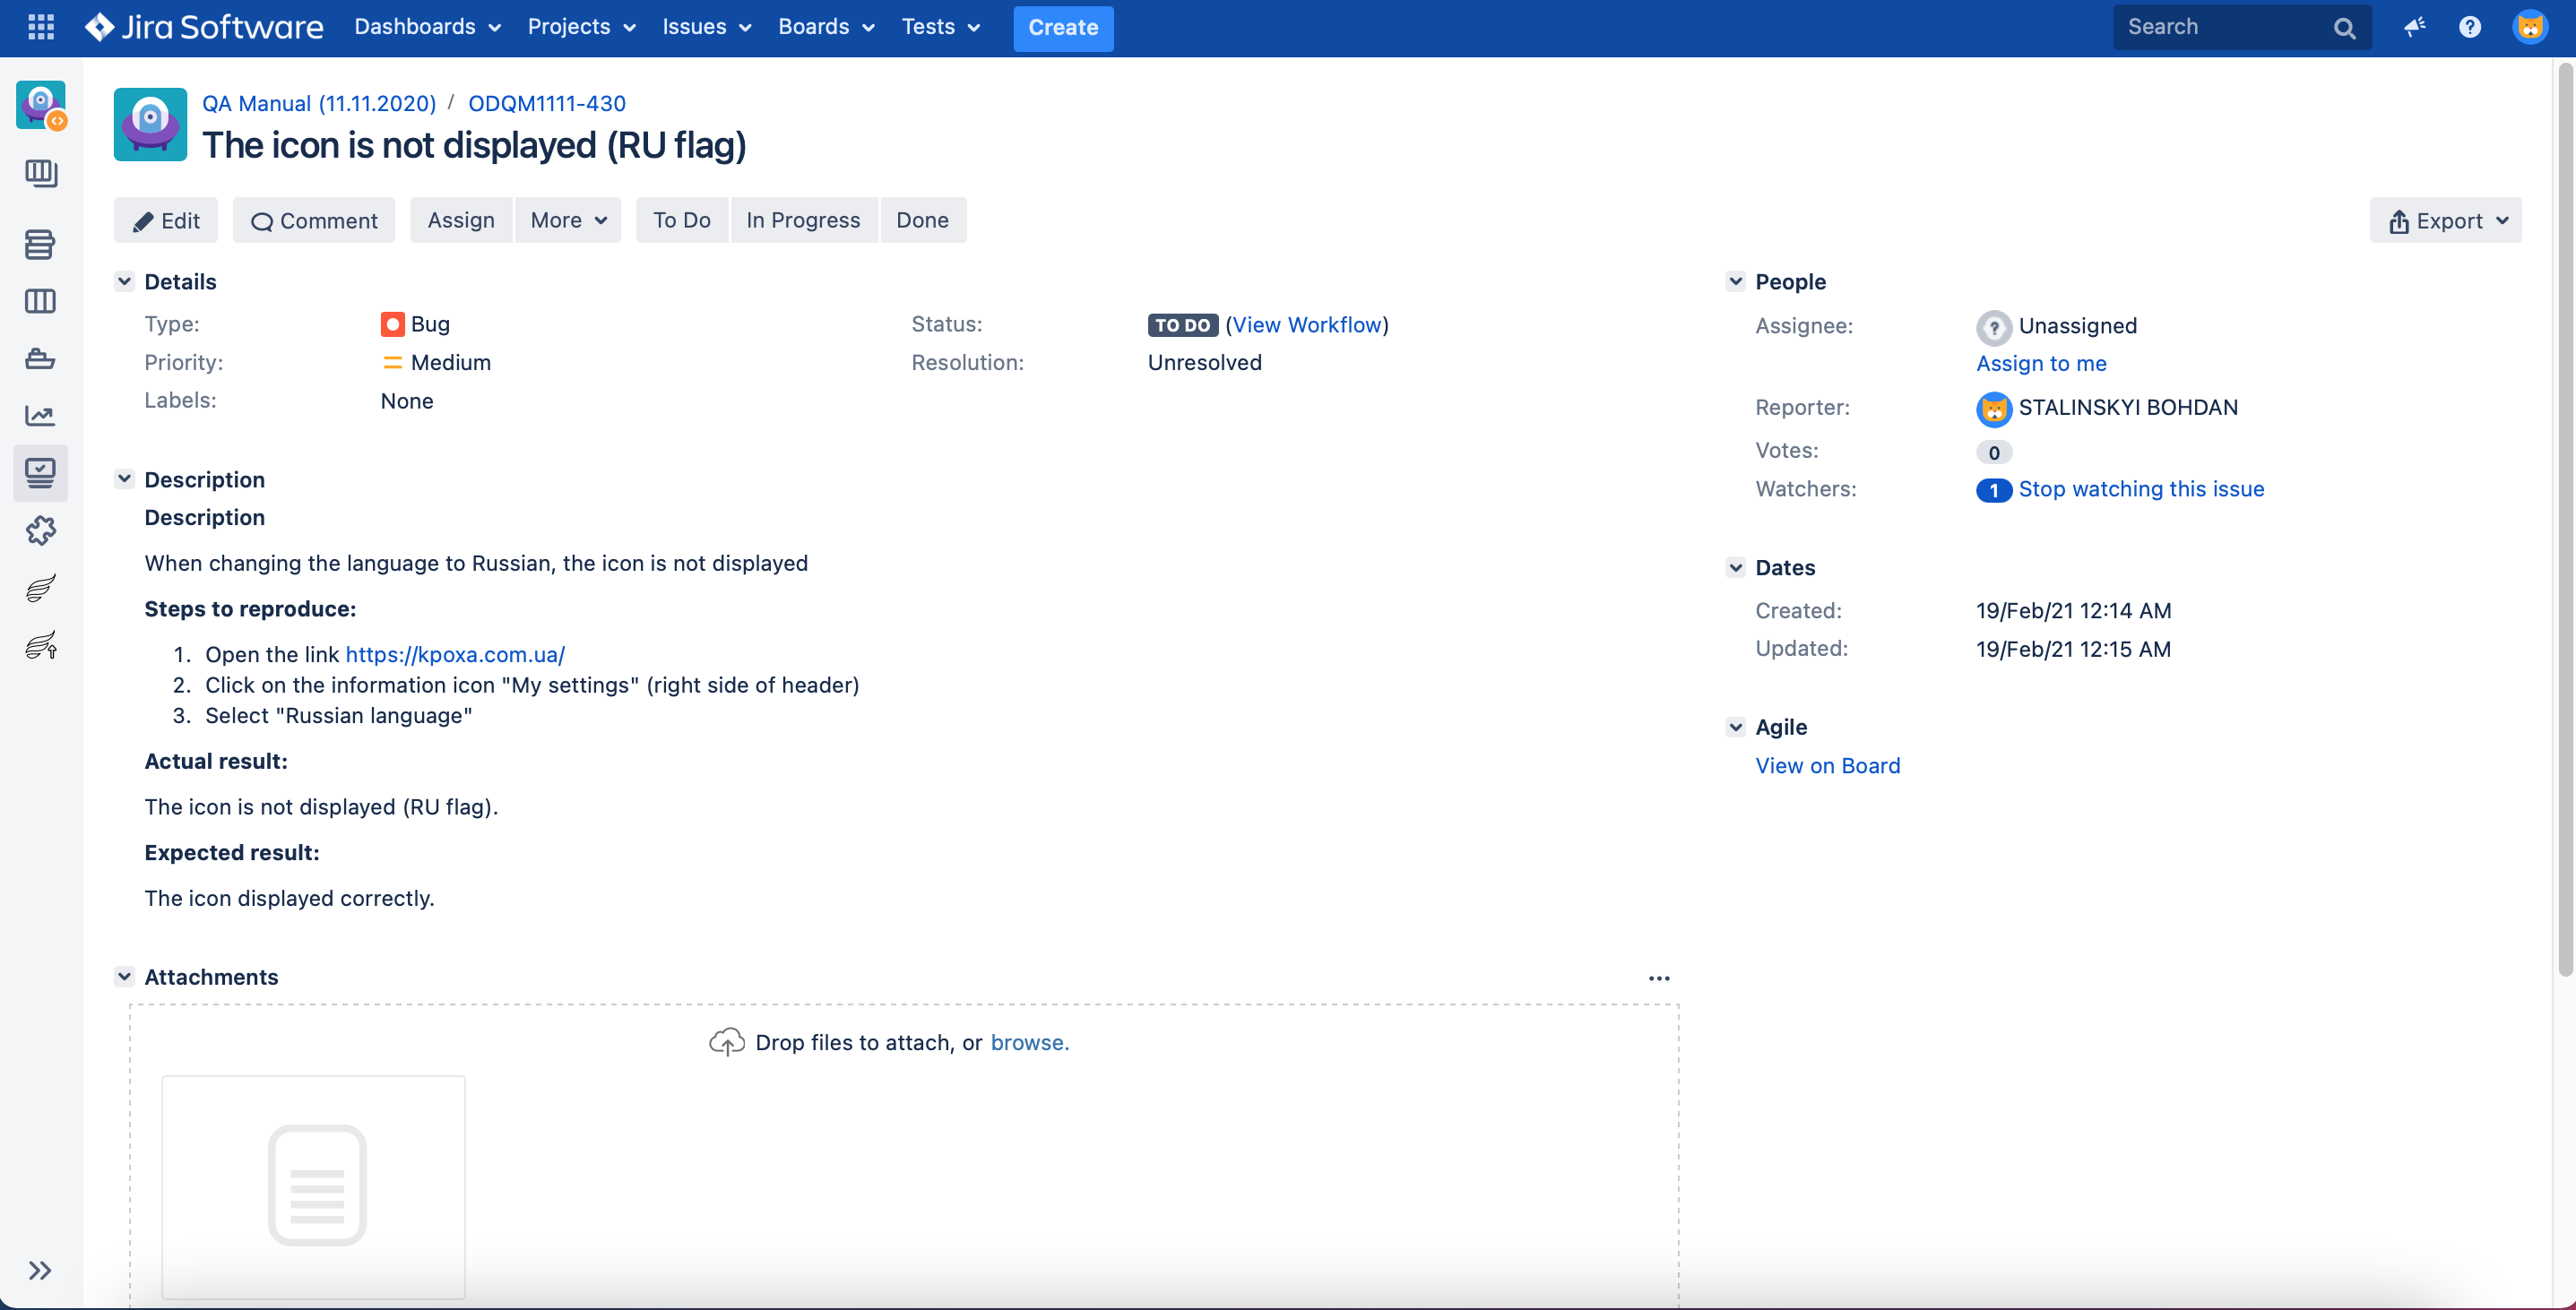 Jira Software Dashboards Projects Issues Boards Tests Create Search
QA Manual (11.11.2020) / ODQM1111-430
The icon is not displayed (RU flag)
Edit Comment Assign More To Do In Progress Done Export
Details
Type: Bug Status: TO DO (View Workflow)
Priority: Medium Resolution: Unresolved
Labels: None
Description
Description
When changing the language to Russian, the icon is not displayed
Steps to reproduce:
1. Open the link https://kpoxa.com.ua/
2. Click on the information icon "My settings" (right side of header)
3. Select "Russian language"
Actual result:
The icon is not displayed (RU flag).
Expected result:
The icon displayed correctly.
Attachments
Drop files to attach, or browse.
People
Assignee: Unassigned
Assign to me
Reporter: STALINSKYI BOHDAN
Votes: 0
Watchers: 1 Stop watching this issue
Dates
Created: 19/Feb/21 12:14 AM
Updated: 19/Feb/21 12:15 AM
Agile
View on Board